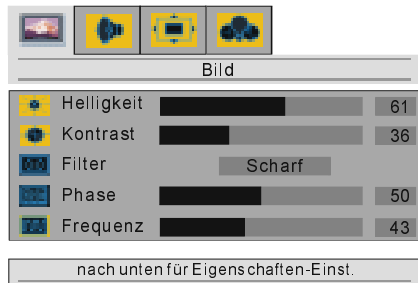 Bild
Helligkeit 61
Kontrast 36
Filter Scharf
Phase 50
Frequenz 43
nach unten für Eigenschaften-Einst.